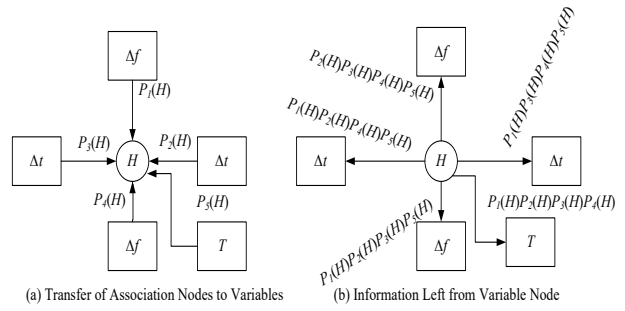 Δf
P₁(H)
P₃(H)
P₂(H)
Δt
H
Δt
P₄(H)
P₅(H)
Δf
T
(a) Transfer of Association Nodes to Variables
Δf
P₂(H)P₃(H)P₄(H)P₅(H)
P₁(H)P₃(H)P₄(H)P₅(H)
P₁(H)P₂(H)P₄(H)P₅(H)
Δt
H
Δt
P₁(H)P₂(H)P₃(H)P₄(H)
P₁(H)P₂(H)P₃(H)P₅(H)
Δf
T
(b) Information Left from Variable Node